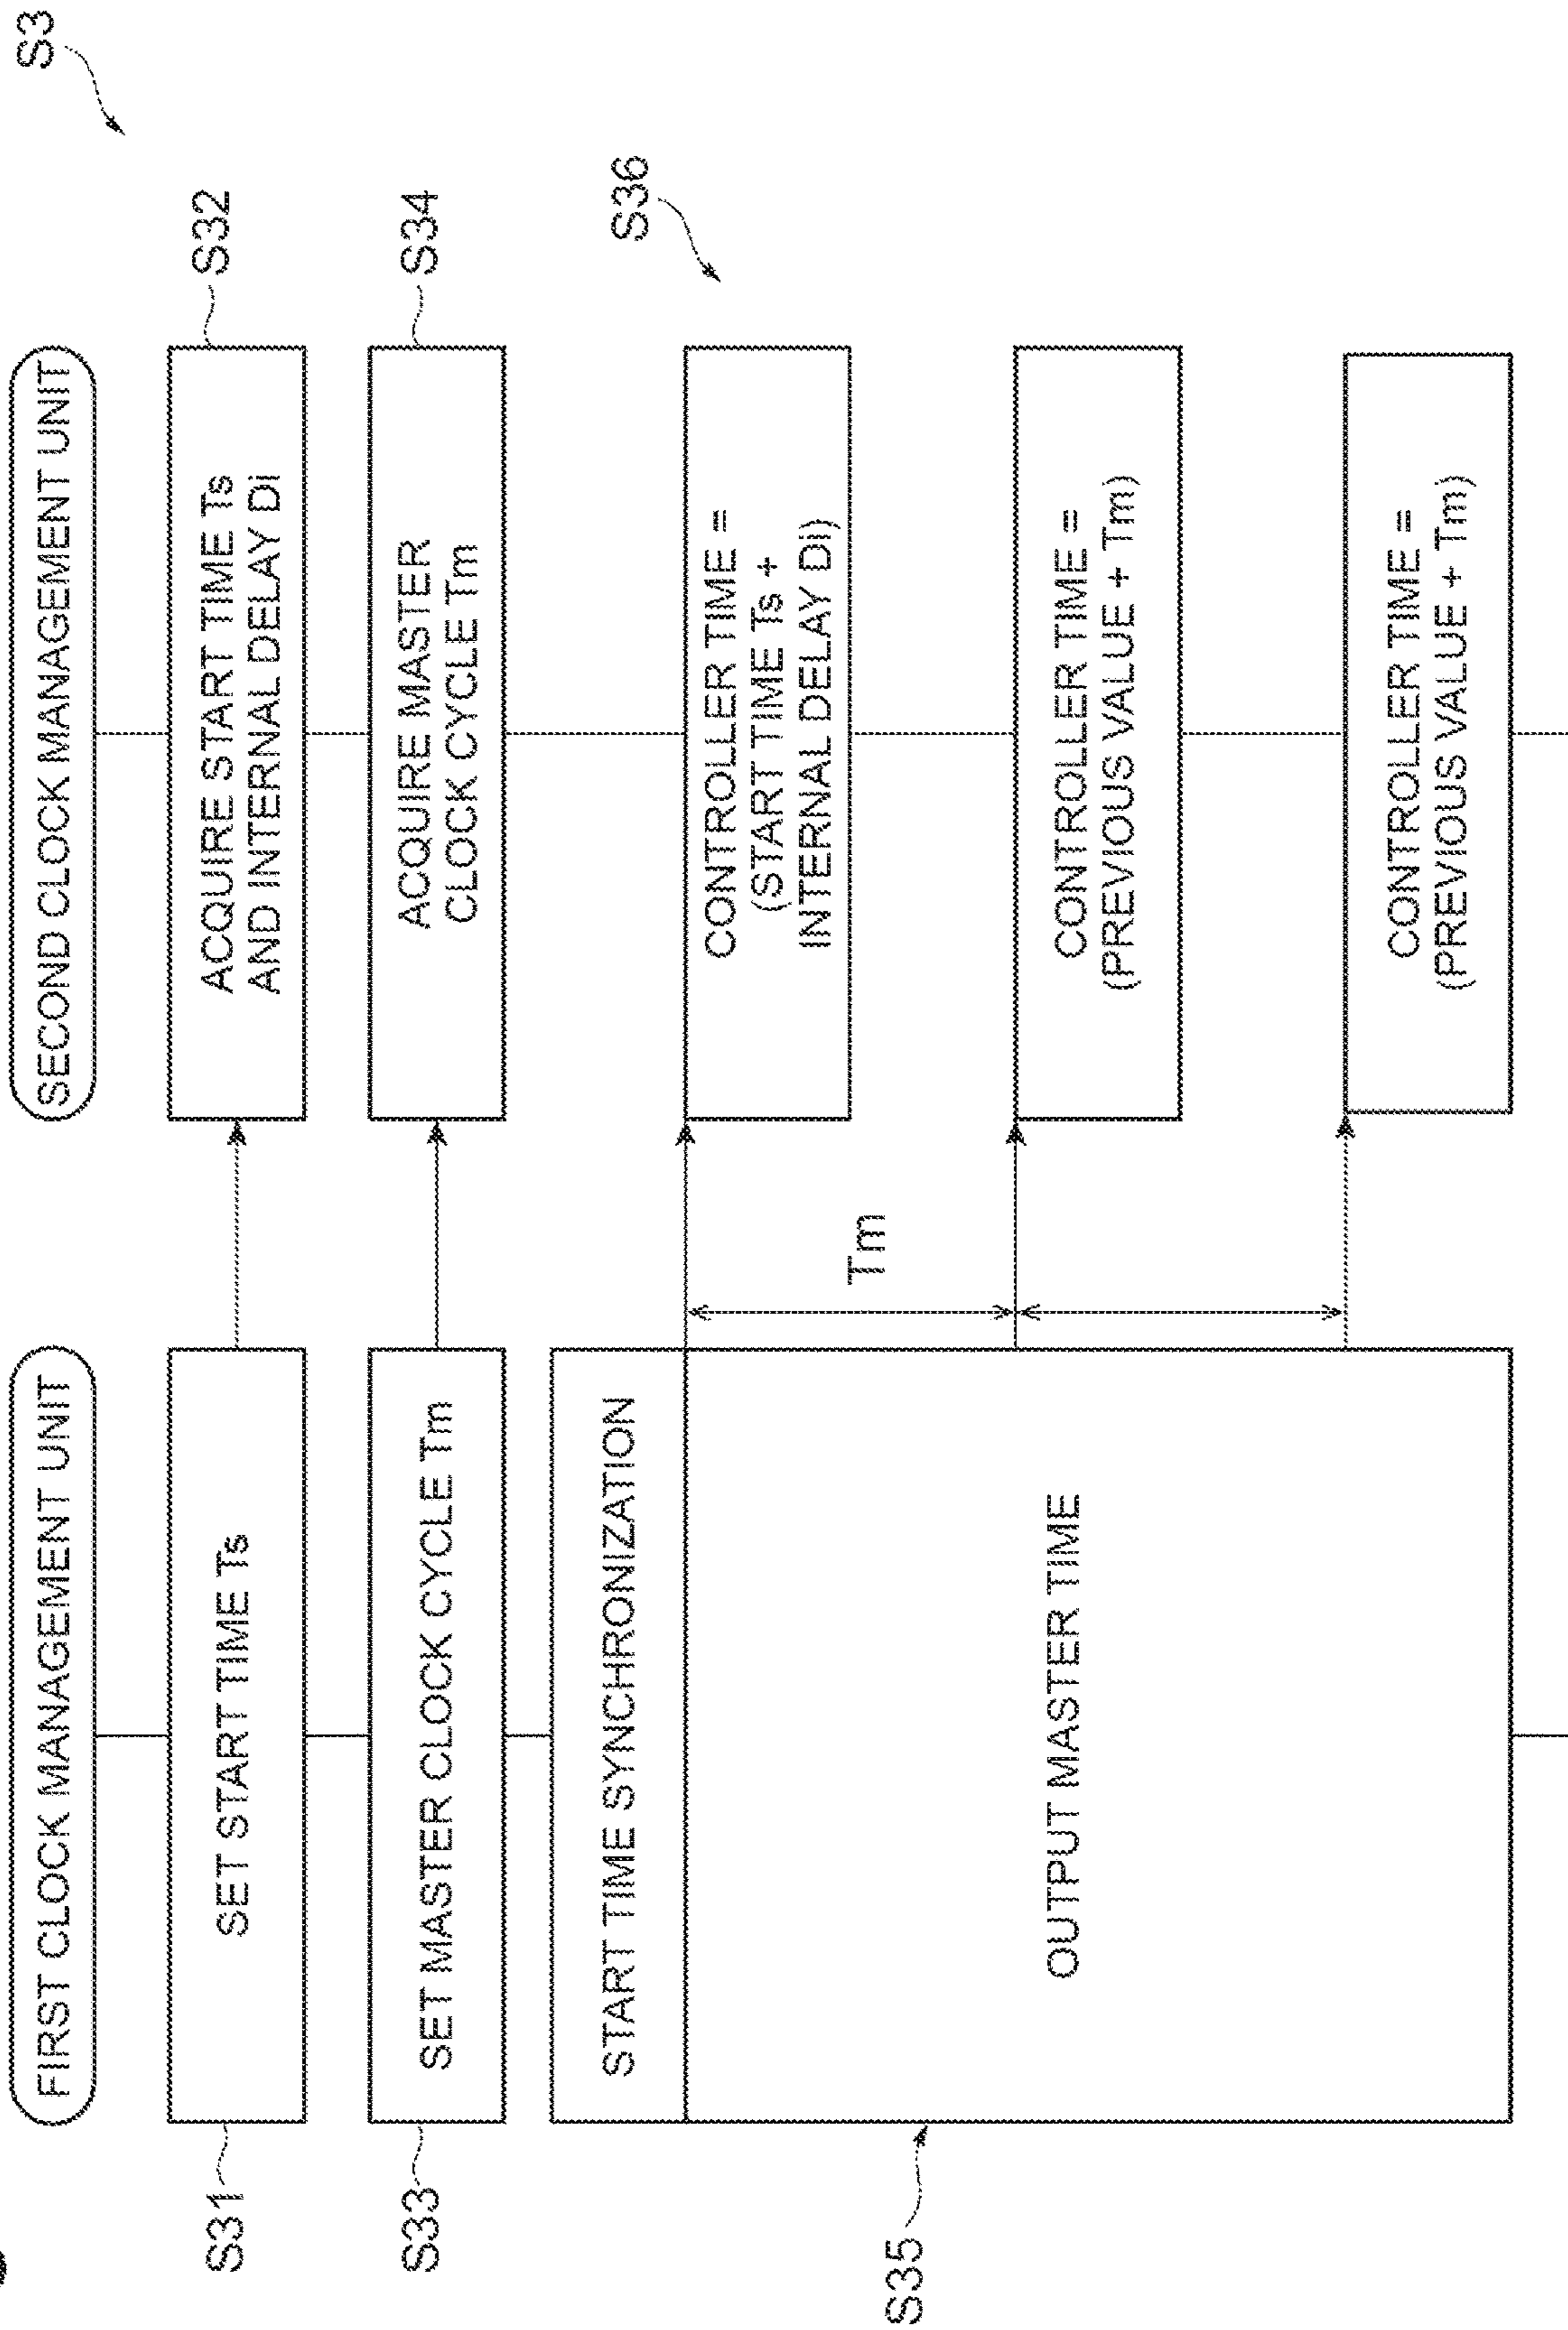 S3
FIRST CLOCK MANAGEMENT UNIT
SECOND CLOCK MANAGEMENT UNIT
S31
SET START TIME Ts
ACQUIRE START TIME Ts
AND INTERNAL DELAY Di
S32
S33
SET MASTER CLOCK CYCLE Tm
ACQUIRE MASTER
CLOCK CYCLE Tm
S34
START TIME SYNCHRONIZATION
S36
S35
OUTPUT MASTER TIME
Tm
CONTROLLER TIME =
(START TIME Ts +
INTERNAL DELAY Di)
CONTROLLER TIME =
(PREVIOUS VALUE + Tm)
CONTROLLER TIME =
(PREVIOUS VALUE + Tm)